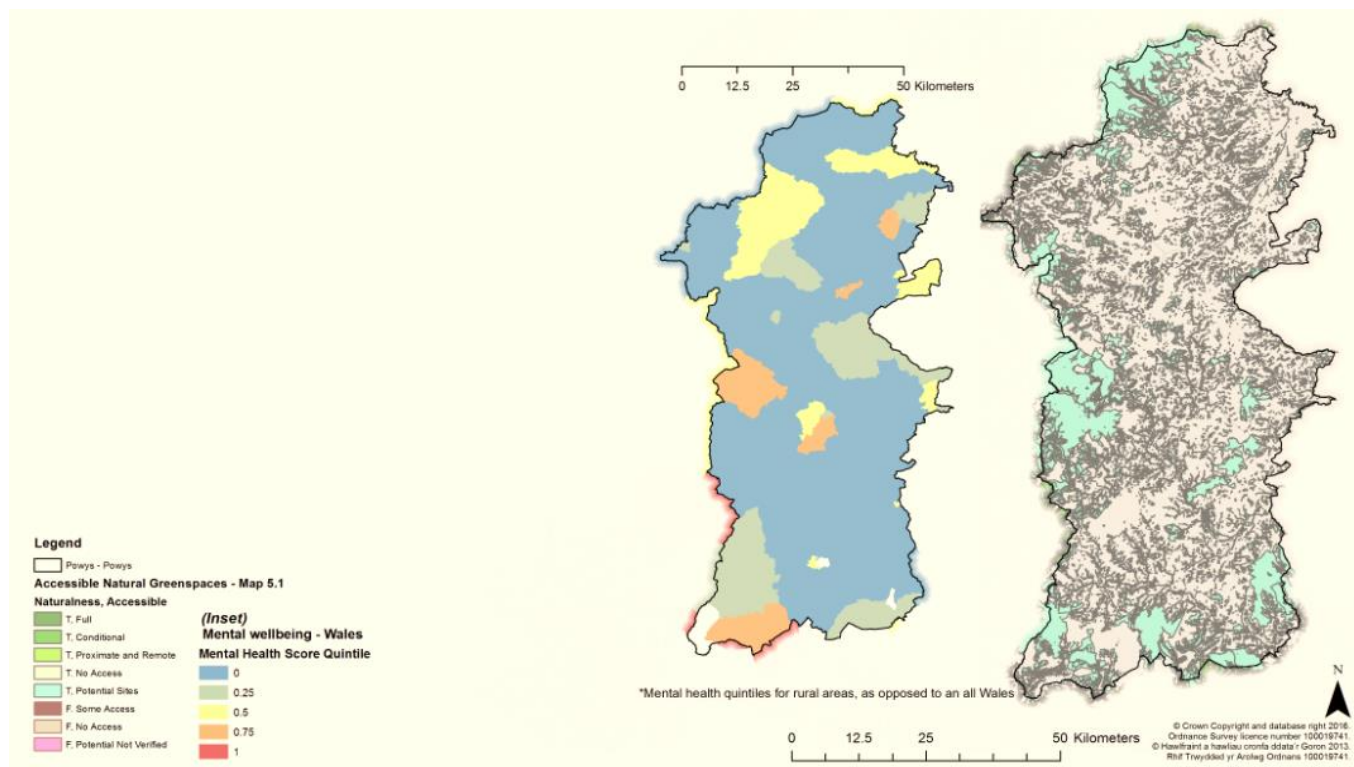 0 12.5 25 50 Kilometers
Legend
Powys - Powys
Accessible Natural Greenspaces - Map 5.1
Naturalness, Accessible
T, Full
T, Conditional
T, Proximate and Remote
T, No Access
T, Potential Sites
F, Some Access
F, No Access
F, Potential Not Verified
(Inset)
Mental wellbeing - Wales
Mental Health Score Quintile
0
0.25
0.5
0.75
1
*Mental health quintiles for rural areas, as opposed to an all Wales
0 12.5 25 50 Kilometers
N
© Crown Copyright and database right 2016.
Ordnance Survey licence number 100019741.
© Hawlfraint a hawliau cronfa ddata'r Goron 2013.
Rhif Trwydded yr Arolwg Ordnans 100019741.